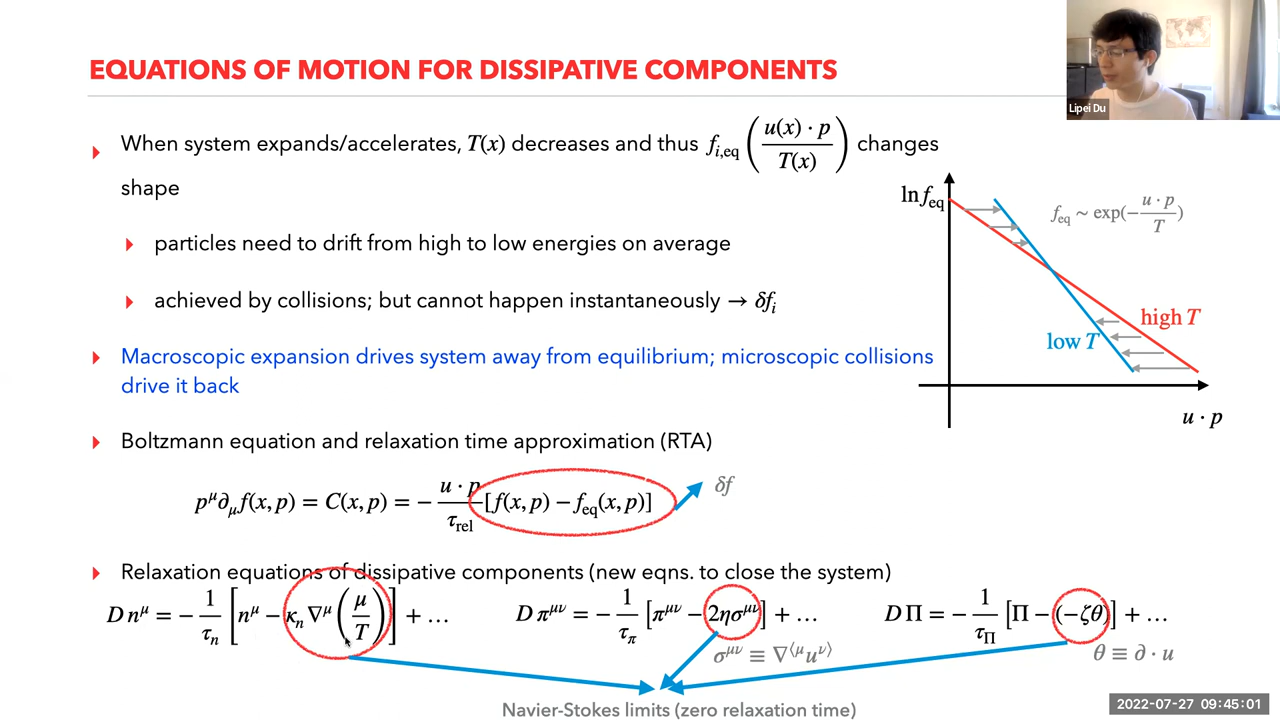 EQUATIONS OF MOTION FOR DISSIPATIVE COMPONENTS
Lipei Du
When system expands/accelerates, T(x) decreases and thus f_{i,eq} ( u(x) · p / T(x) ) changes
shape
particles need to drift from high to low energies on average
achieved by collisions; but cannot happen instantaneously → δf_i
Macroscopic expansion drives system away from equilibrium; microscopic collisions
drive it back
ln f_eq
f_eq ~ exp(− u · p / T)
high T
low T
u · p
Boltzmann equation and relaxation time approximation (RTA)
p^μ ∂_μ f(x, p) = C(x, p) = − u · p / τ_rel [f(x, p) − f_eq(x, p)]
δf
Relaxation equations of dissipative components (new eqns. to close the system)
D n^μ = − 1 / τ_n [ n^μ − κ_n ∇^μ ( μ / T ) ] + …
D π^{μν} = − 1 / τ_π [π^{μν} − 2ησ^{μν}] + …
D Π = − 1 / τ_Π [Π − (−ζθ)] + …
σ^{μν} ≡ ∇^{⟨μ} u^{ν⟩}
θ ≡ ∂ · u
Navier-Stokes limits (zero relaxation time)
2022-07-27 09:45:01